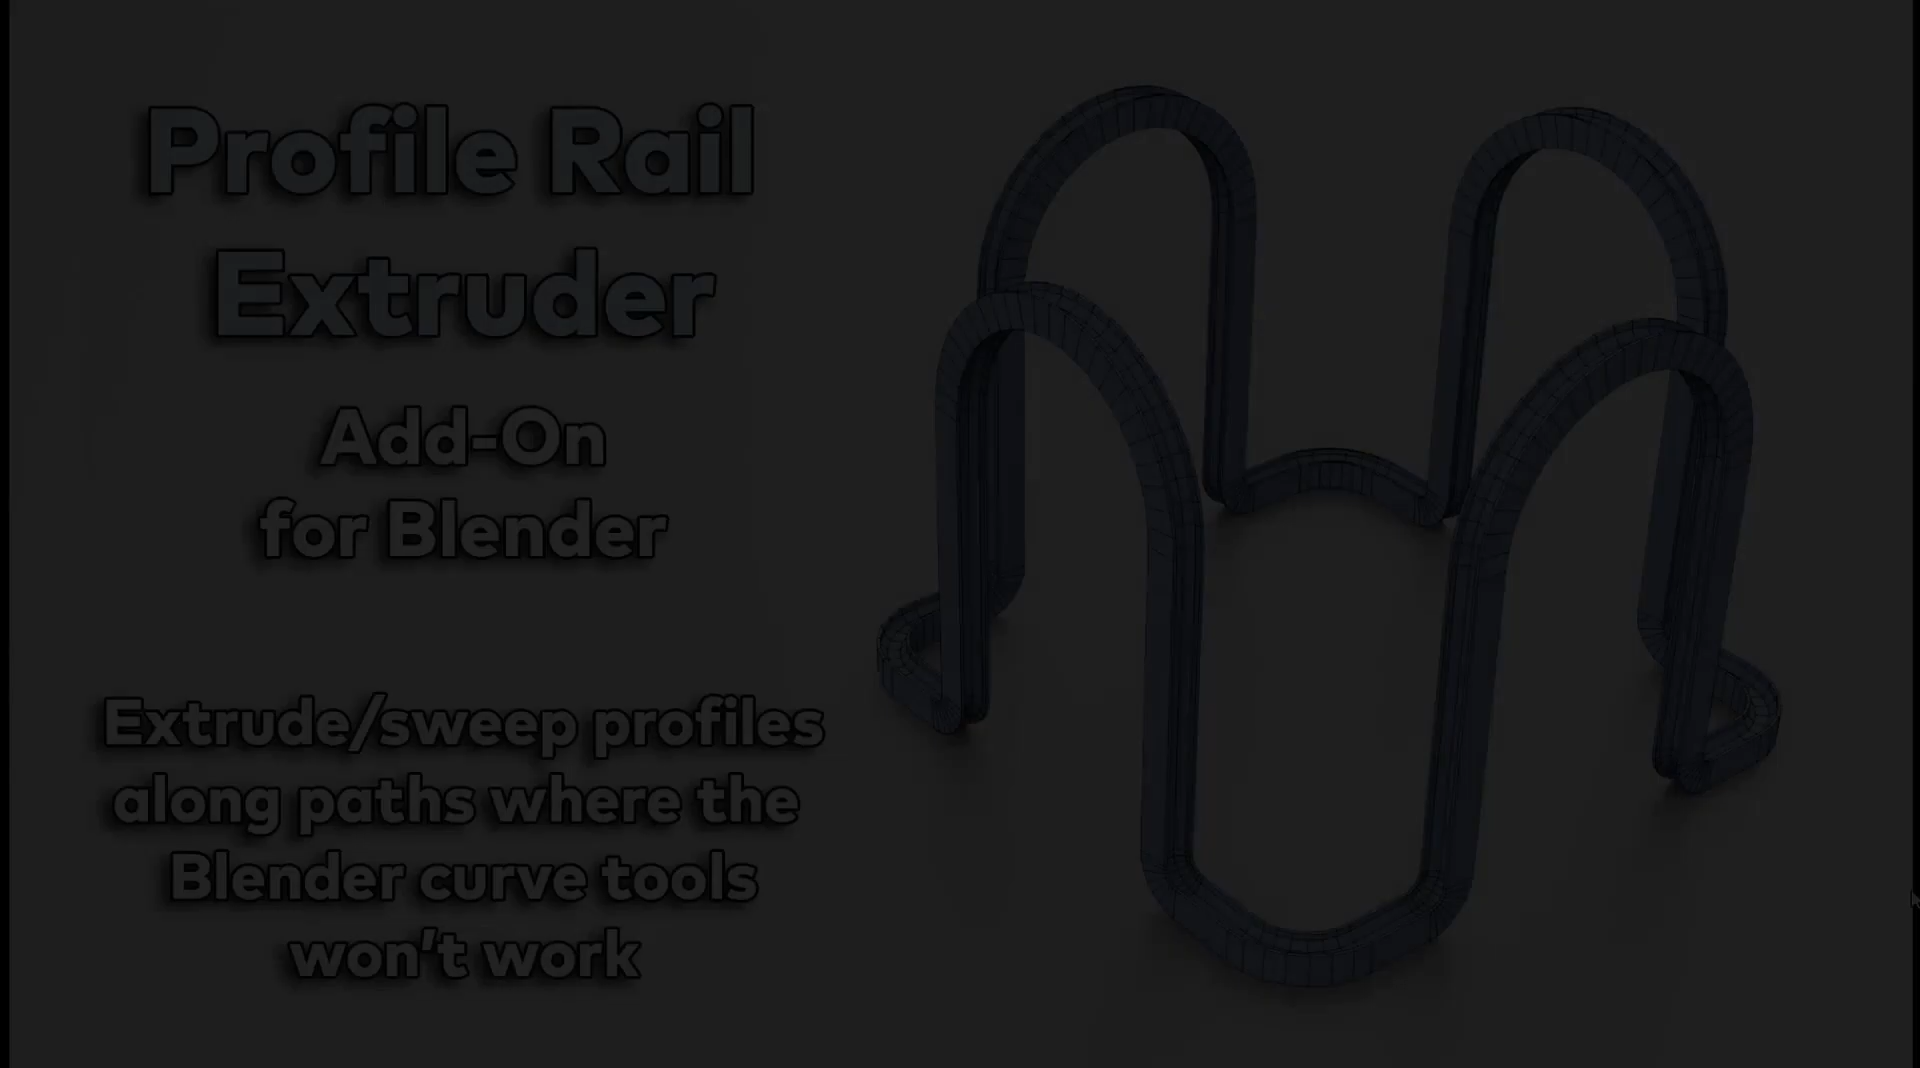 Profile Rail
Extruder
Add-On
for Blender
Extrude/sweep profiles
along paths where the
Blender curve tools
won't work